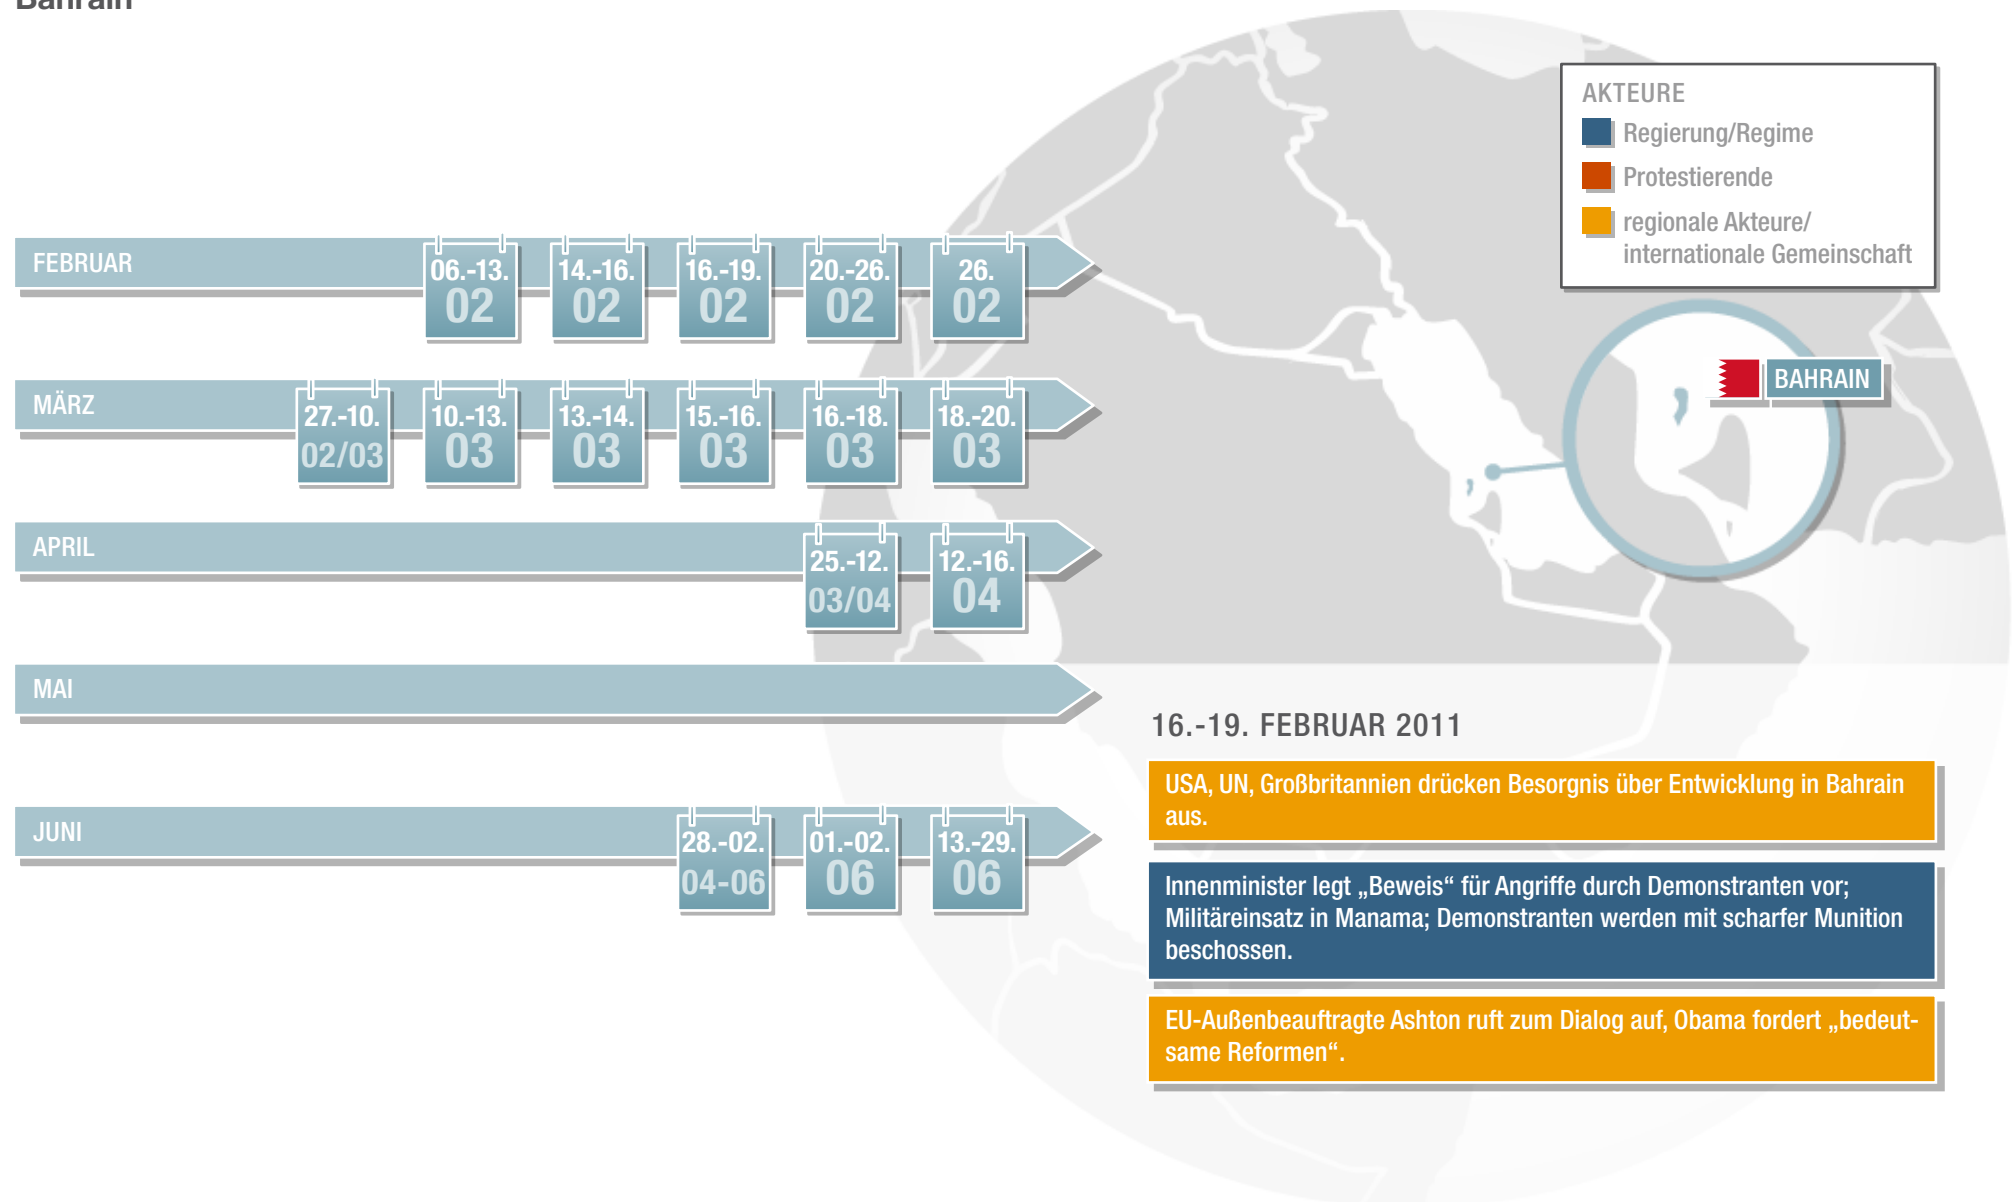 Bahrain
AKTEURE
Regierung/Regime
Protestierende
regionale Akteure/
internationale Gemeinschaft
BAHRAIN
FEBRUAR
06.-13.
02
14.-16.
02
16.-19.
02
20.-26.
02
26.
02
MÄRZ
27.-10.
02/03
10.-13.
03
13.-14.
03
15.-16.
03
16.-18.
03
18.-20.
03
APRIL
25.-12.
03/04
12.-16.
04
MAI
JUNI
28.-02.
04-06
01.-02.
06
13.-29.
06
16.-19. FEBRUAR 2011
USA, UN, Großbritannien drücken Besorgnis über Entwicklung in Bahrain
aus.
Innenminister legt „Beweis“ für Angriffe durch Demonstranten vor;
Militäreinsatz in Manama; Demonstranten werden mit scharfer Munition
beschossen.
EU-Außenbeauftragte Ashton ruft zum Dialog auf, Obama fordert „bedeut-
same Reformen“.